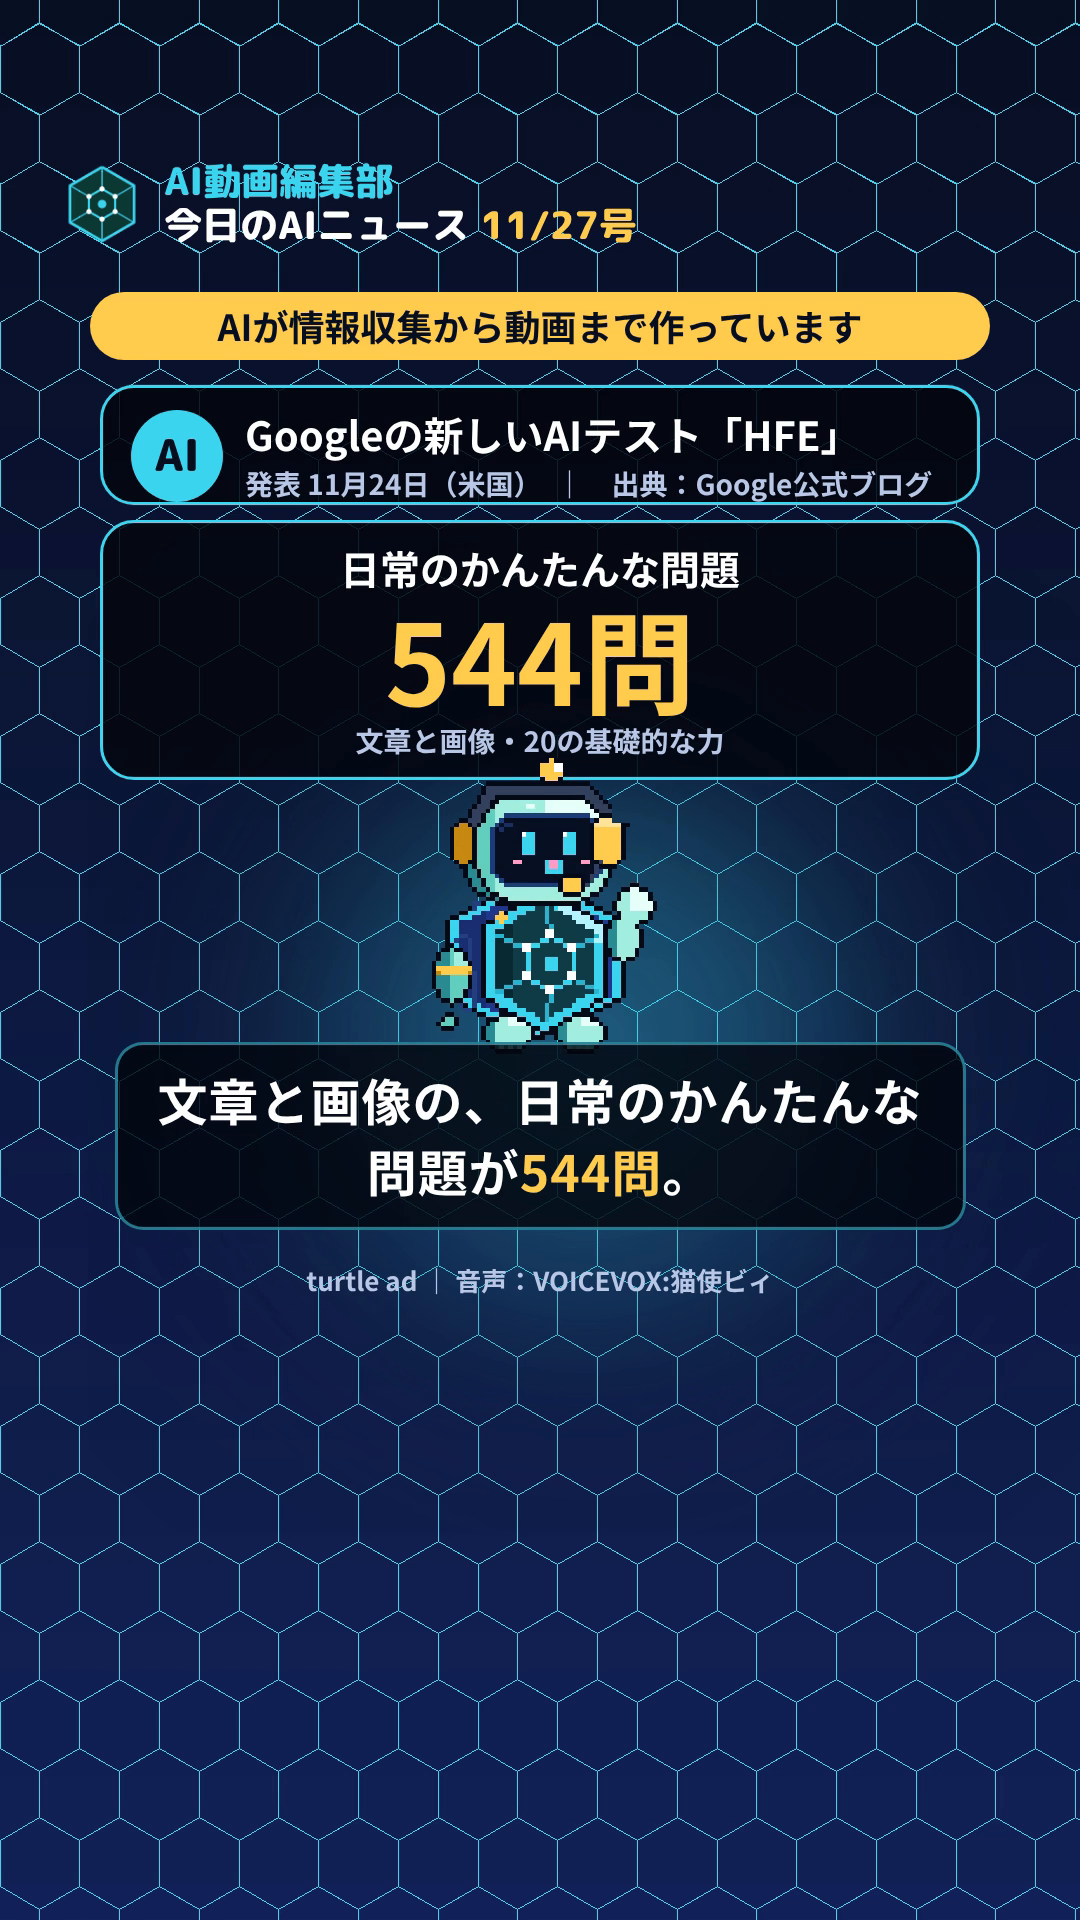 AI動画編集部
今日のAIニュース 11/27号
AIが情報収集から動画まで作っています
AI
Googleの新しいAIテスト「HFE」
発表 11月24日（米国） ｜ 出典：Google公式ブログ
日常のかんたんな問題
544問
文章と画像・20の基礎的な力
文章と画像の、日常のかんたんな
問題が544問。
turtle ad ｜ 音声：VOICEVOX:猫使ビィ